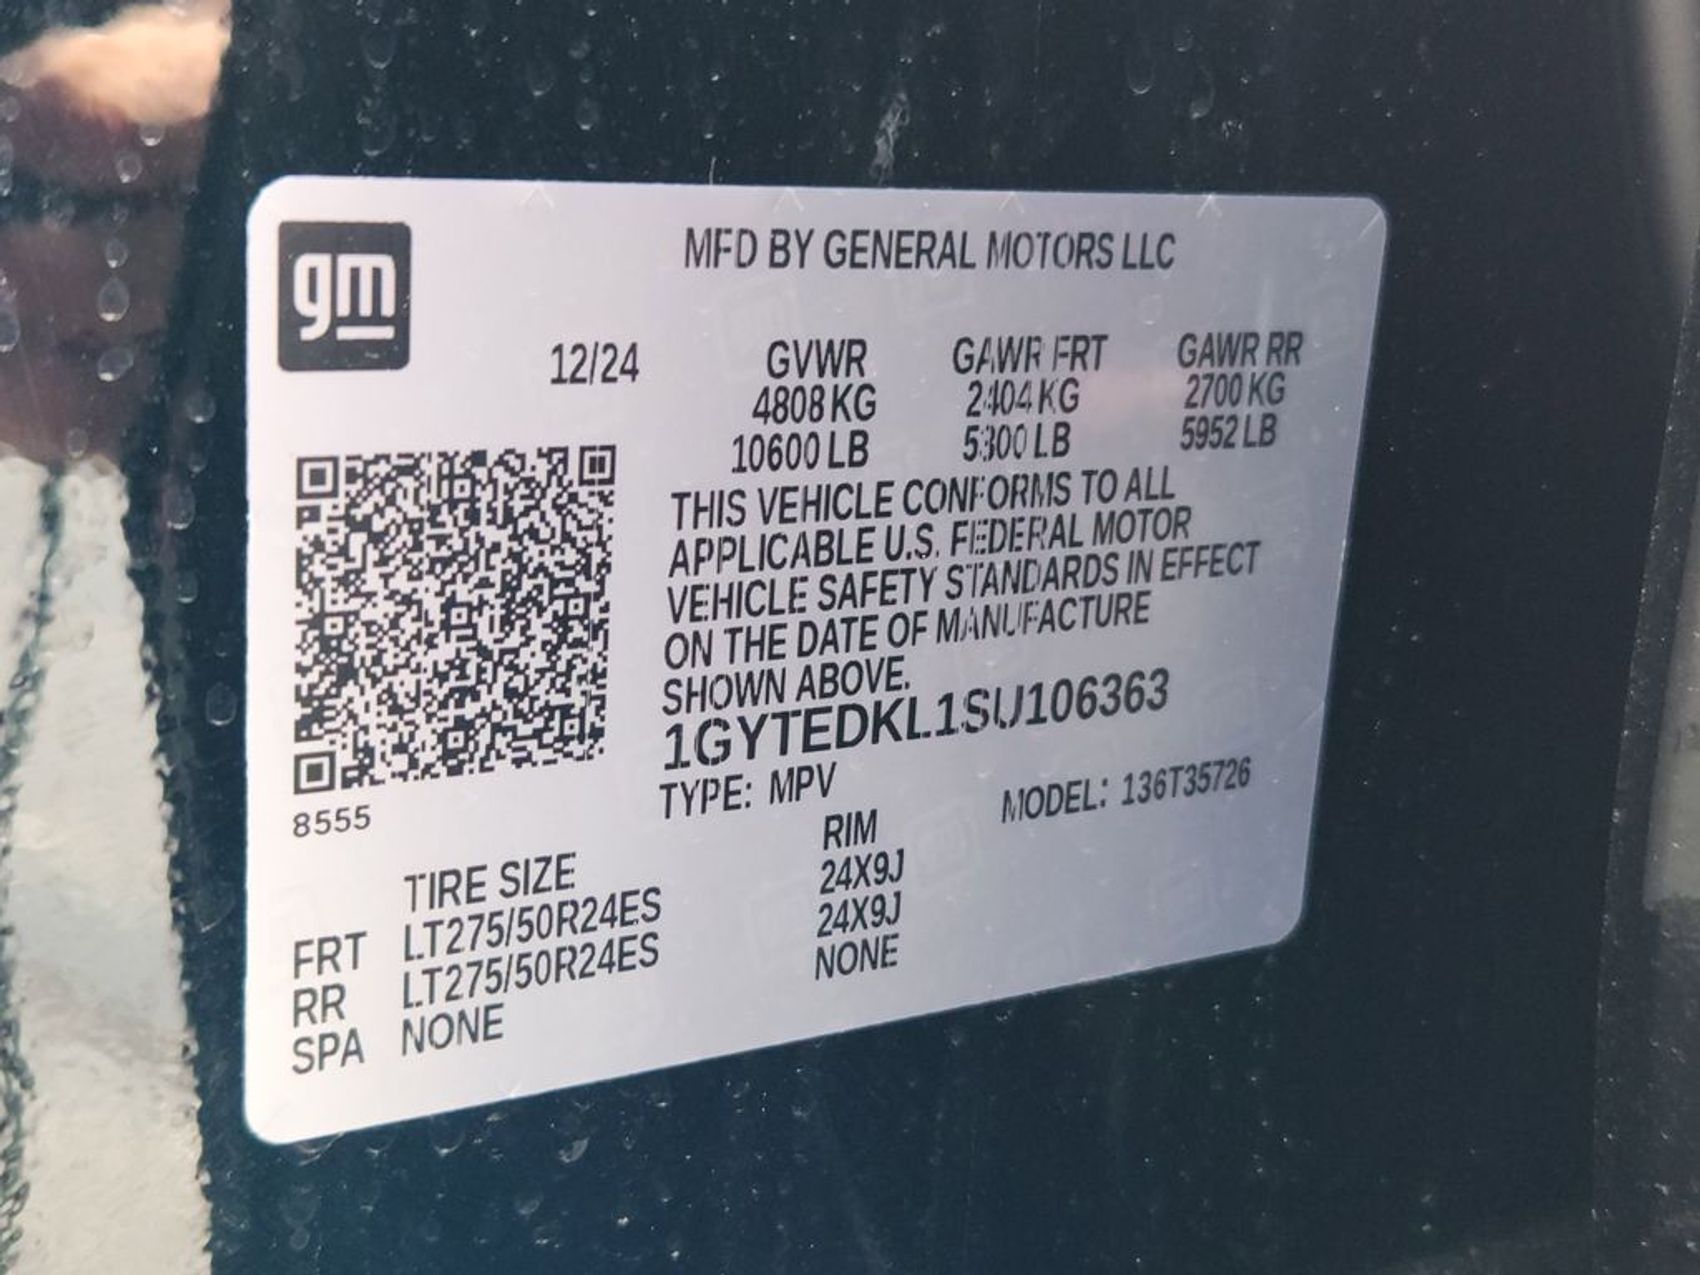 gm
MFD BY GENERAL MOTORS LLC
12/24 GVWR GAWR FRT GAWR RR
4808 KG 2404 KG 2700 KG
10600 LB 5300 LB 5952 LB
THIS VEHICLE CONFORMS TO ALL
APPLICABLE U.S. FEDERAL MOTOR
VEHICLE SAFETY STANDARDS IN EFFECT
ON THE DATE OF MANUFACTURE
SHOWN ABOVE.
1GYTEDKL1SU106363
TYPE: MPV MODEL: 136T35726
8555
TIRE SIZE RIM
FRT LT275/50R24ES 24X9J
RR LT275/50R24ES 24X9J
SPA NONE NONE